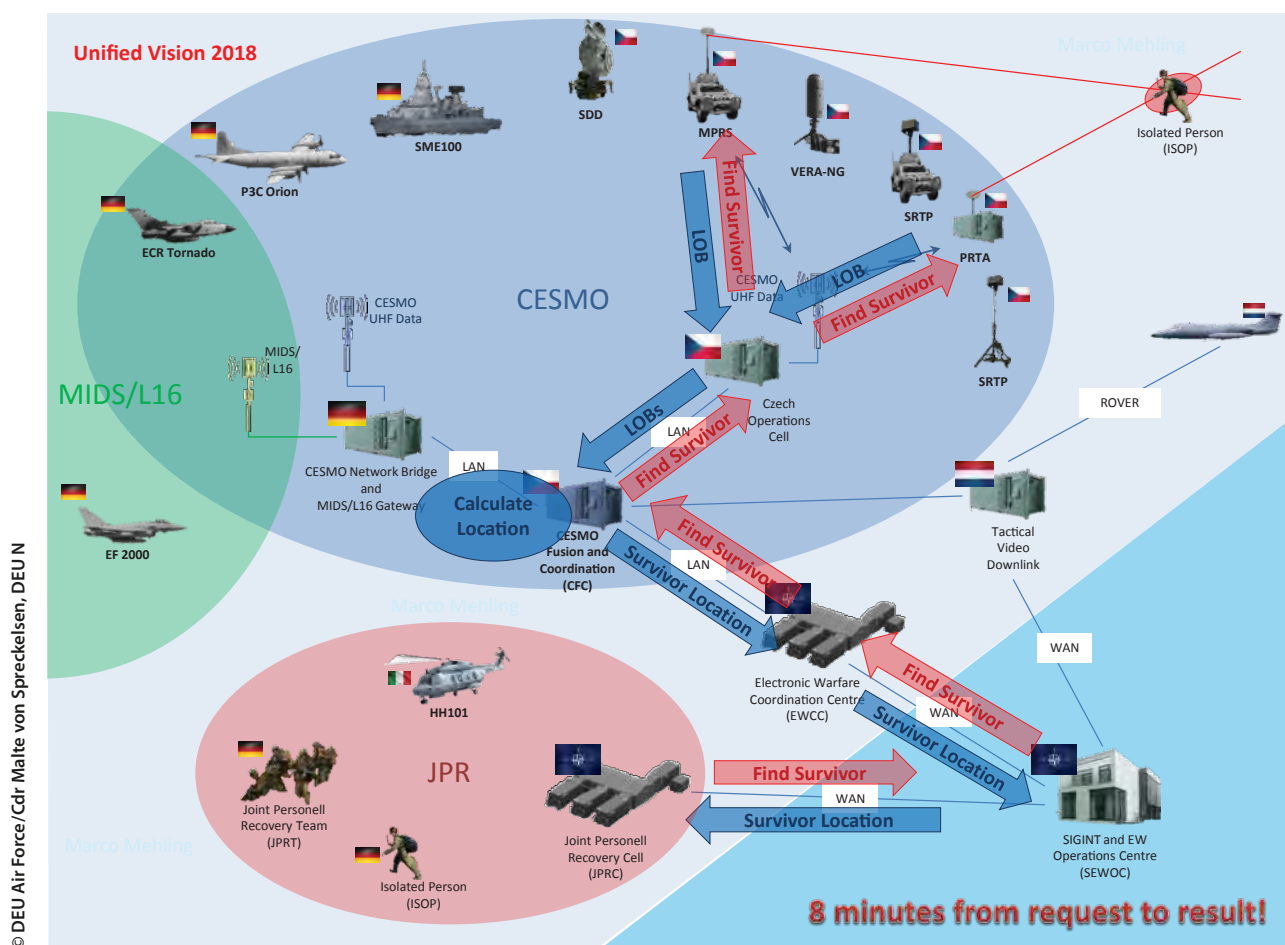 Unified Vision 2018
Marco Mehling
SDD
MPRS
SME100
VERA-NG
Isolated Person
(ISOP)
P3C Orion
SRTP
ECR Tornado
PRTA
LOB
Find Survivor
LOB
Find Survivor
CESMO
CESMO
UHF Data
CESMO
UHF Data
MIDS/
L16
SRTP
MIDS/L16
ROVER
Czech
Operations
Cell
LOBs
LAN
Find Survivor
LAN
CESMO Network Bridge
and
MIDS/L16 Gateway
Calculate
Location
CESMO
Fusion and
Coordination
(CFC)
EF 2000
Tactical
Video
Downlink
Find Survivor
LAN
Survivor Location
Marco Mehling
WAN
Electronic Warfare
Coordination Centre
(EWCC)
Find Survivor
WAN
Survivor Location
HH101
JPR
Find Survivor
WAN
Survivor Location
Joint Personell
Recovery Team
(JPRT)
Marco Mehling
Isolated Person
(ISOP)
Joint Personell
Recovery Cell
(JPRC)
SIGINT and EW
Operations Centre
(SEWOC)
8 minutes from request to result!
© DEU Air Force/Cdr Malte von Spreckelsen, DEU N